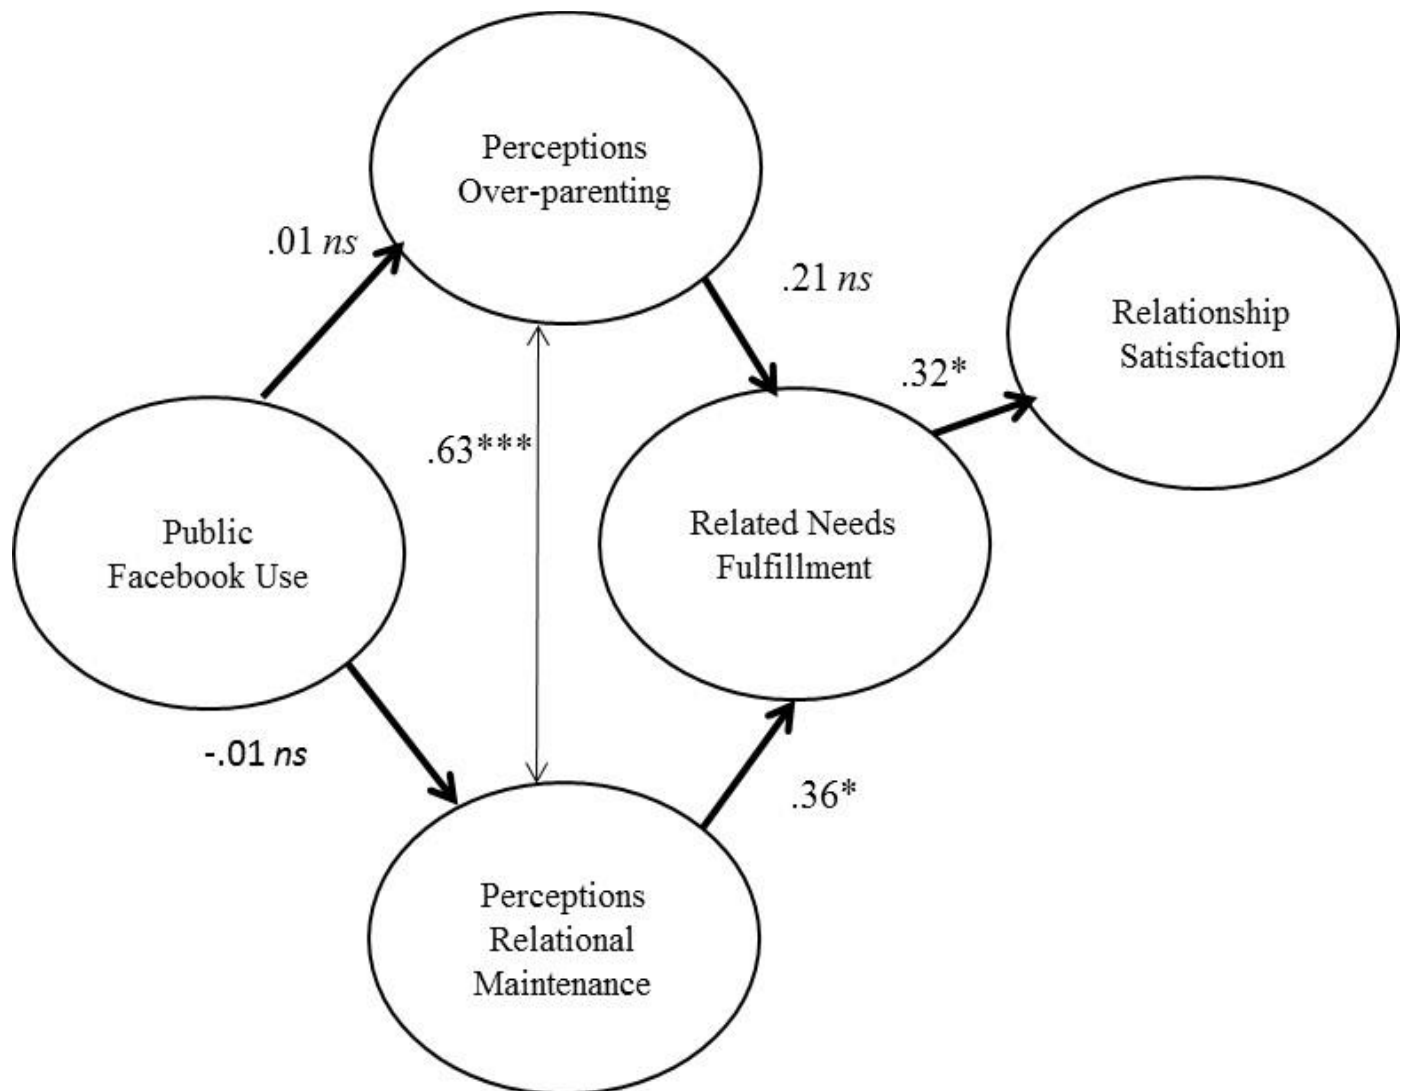 Perceptions
Over-parenting
.01 ns
.21 ns
Relationship
Satisfaction
.32*
.63***
Public
Facebook Use
Related Needs
Fulfillment
-.01 ns
.36*
Perceptions
Relational
Maintenance